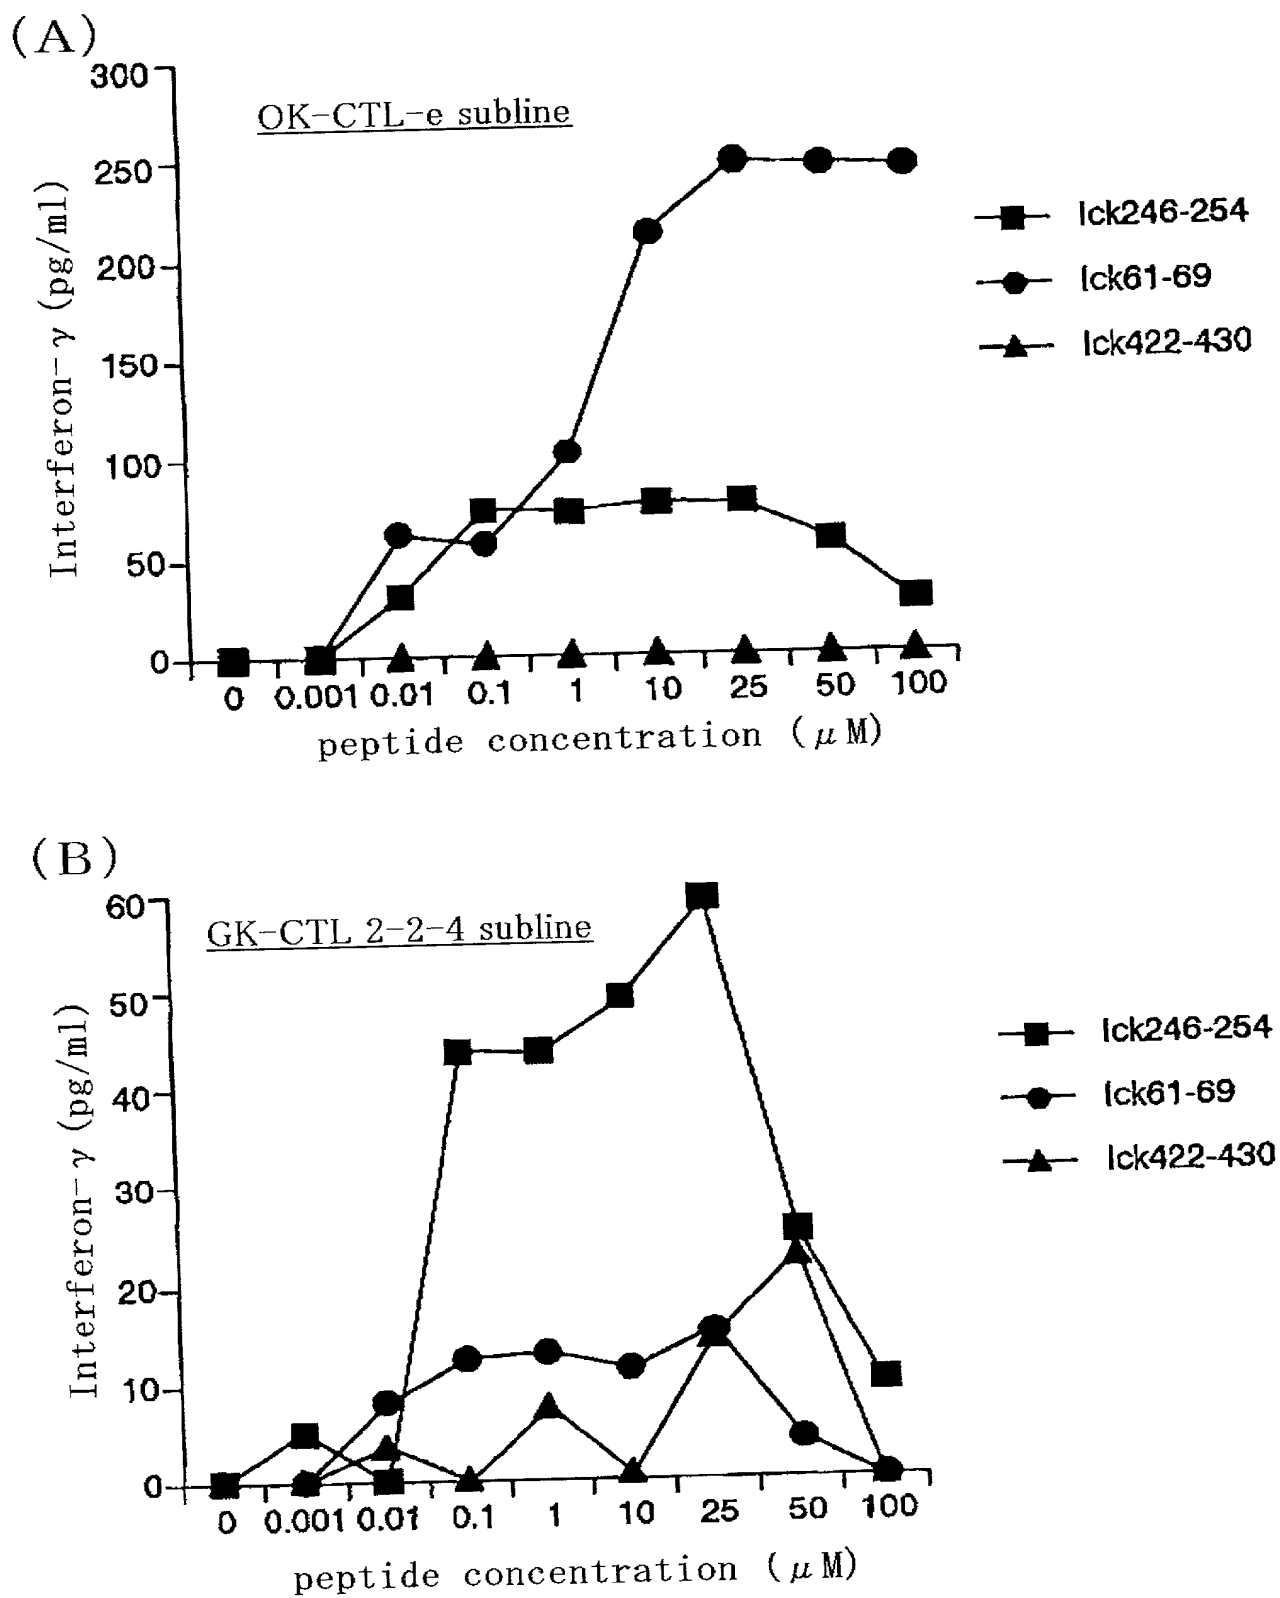 (A)
300
OK-CTL-e subline
250
200
150
100
50
0
Interferon-γ (pg/ml)
lck246-254
lck61-69
lck422-430
0 0.001 0.01 0.1 1 10 25 50 100
peptide concentration (μM)
(B)
60
GK-CTL 2-2-4 subline
50
40
30
20
10
0
Interferon-γ (pg/ml)
lck246-254
lck61-69
lck422-430
0 0.001 0.01 0.1 1 10 25 50 100
peptide concentration (μM)